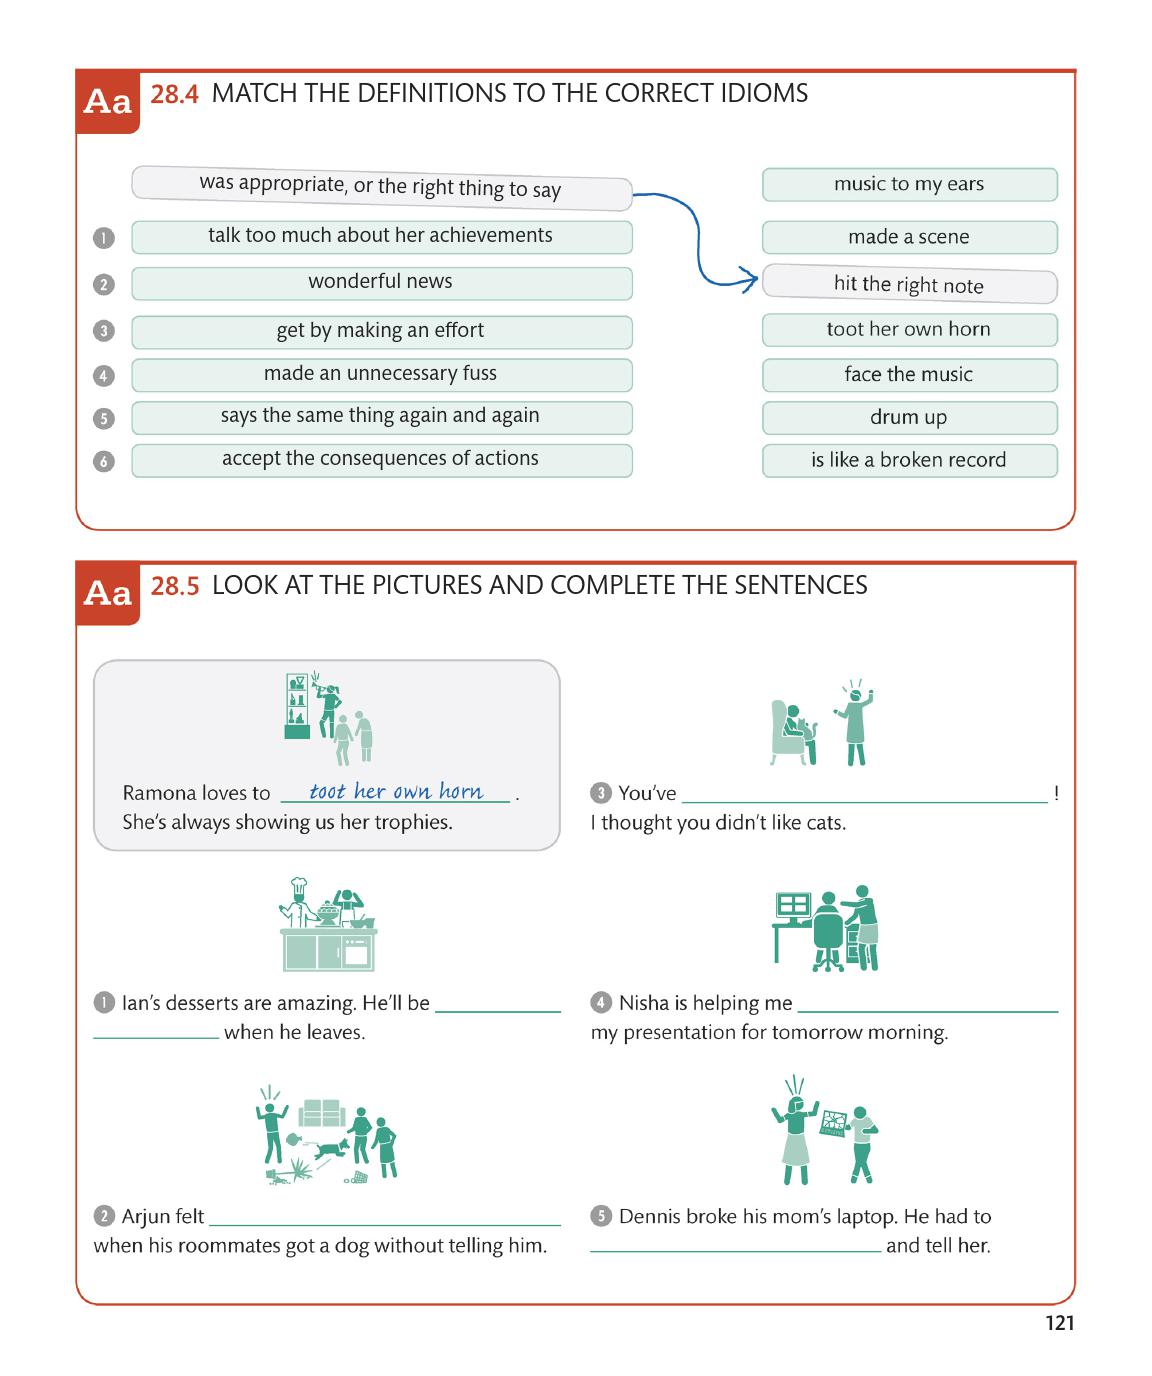 Aa 28.4 MATCH THE DEFINITIONS TO THE CORRECT IDIOMS
was appropriate, or the right thing to say
music to my ears
1 talk too much about her achievements
made a scene
2 wonderful news
hit the right note
3 get by making an effort
toot her own horn
4 made an unnecessary fuss
face the music
5 says the same thing again and again
drum up
6 accept the consequences of actions
is like a broken record
Aa 28.5 LOOK AT THE PICTURES AND COMPLETE THE SENTENCES
Ramona loves to toot her own horn .
She's always showing us her trophies.
3 You've !
I thought you didn't like cats.
1 Ian's desserts are amazing. He'll be
when he leaves.
4 Nisha is helping me
my presentation for tomorrow morning.
2 Arjun felt
when his roommates got a dog without telling him.
5 Dennis broke his mom's laptop. He had to
and tell her.
121